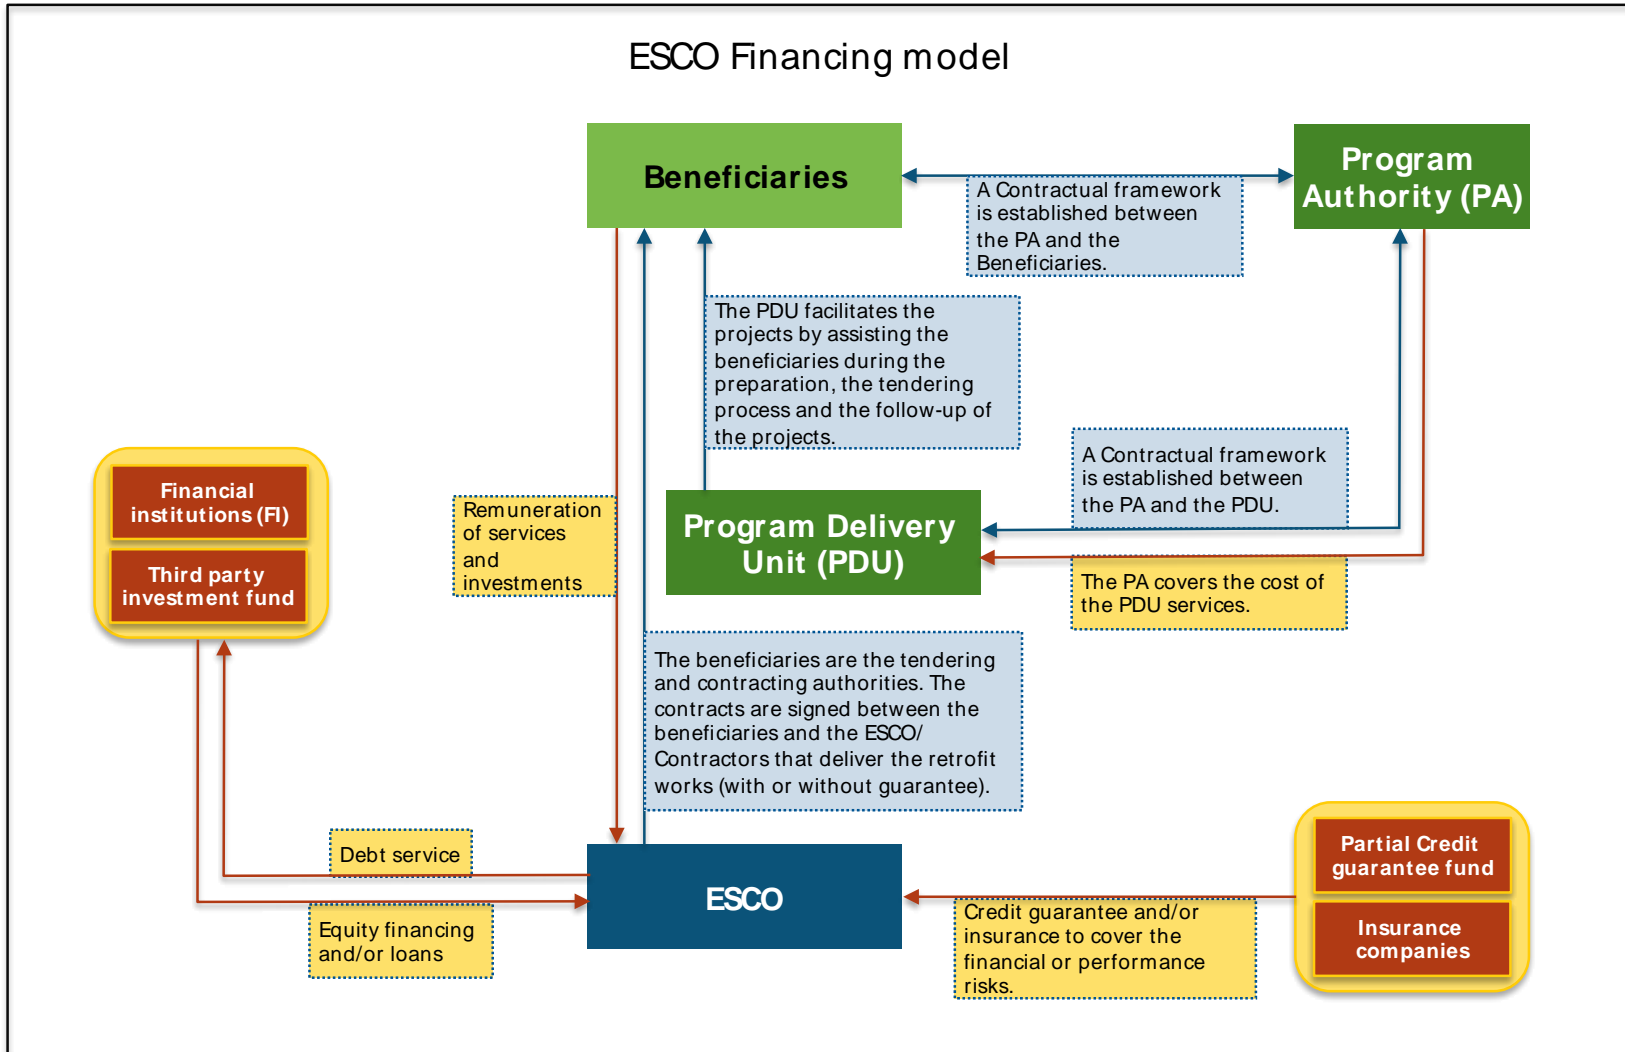 ESCO Financing model
Beneficiaries
Program
Authority (PA)
A Contractual framework
is established between
the PA and the
Beneficiaries.
The PDU facilitates the
projects by assisting the
beneficiaries during the
preparation, the tendering
process and the follow-up of
the projects.
A Contractual framework
is established between
the PA and the PDU.
Financial
institutions (FI)
Third party
investment fund
Remuneration
of services
and
investments
Program Delivery
Unit (PDU)
The PA covers the cost of
the PDU services.
The beneficiaries are the tendering
and contracting authorities. The
contracts are signed between the
beneficiaries and the ESCO/
Contractors that deliver the retrofit
works (with or without guarantee).
Debt service
ESCO
Equity financing
and/or loans
Credit guarantee and/or
insurance to cover the
financial or performance
risks.
Partial Credit
guarantee fund
Insurance
companies